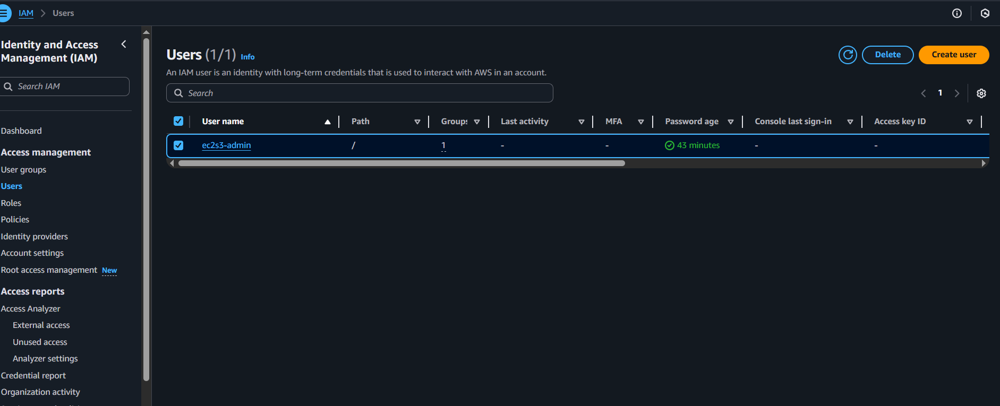 IAM > Users
Identity and Access
Management (IAM)
Search IAM
Dashboard
Access management
User groups
Users
Roles
Policies
Identity providers
Account settings
Root access management New
Access reports
Access Analyzer
External access
Unused access
Analyzer settings
Credential report
Organization activity
Users (1/1) Info
Delete
Create user
An IAM user is an identity with long-term credentials that is used to interact with AWS in an account.
Search
1
User name Path Groups Last activity MFA Password age Console last sign-in Access key ID
ec2s3-admin / 1 - - 43 minutes - -